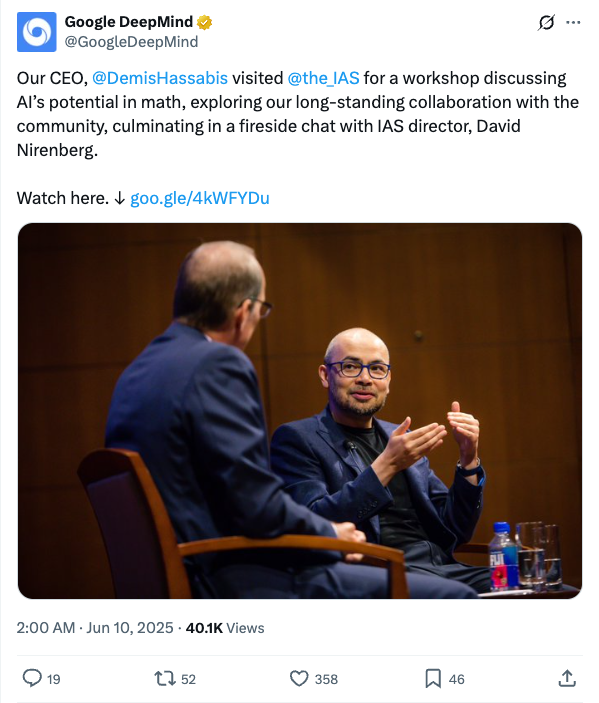 Google DeepMind
@GoogleDeepMind
Our CEO, @DemisHassabis visited @the_IAS for a workshop discussing
AI’s potential in math, exploring our long-standing collaboration with the
community, culminating in a fireside chat with IAS director, David
Nirenberg.
Watch here. ↓ goo.gle/4kWFYDu
FIJI
2:00 AM · Jun 10, 2025 · 40.1K Views
19 52 358 46